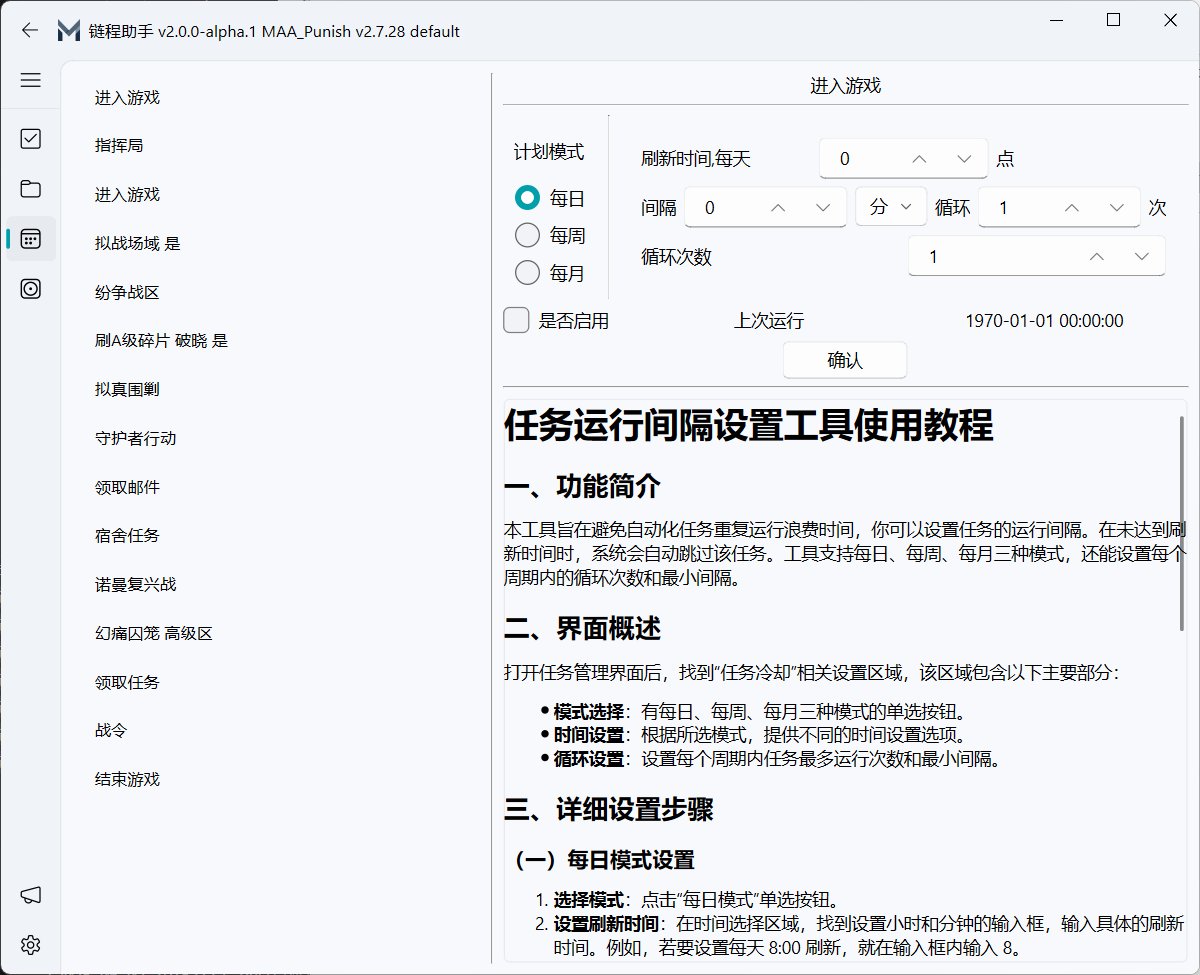 链程助手 v2.0.0-alpha.1 MAA_Punish v2.7.28 default
进入游戏
指挥局
进入游戏
拟战场域 是
纷争战区
刷A级碎片 破晓 是
拟真围剿
守护者行动
领取邮件
宿舍任务
诺曼复兴战
幻痛囚笼 高级区
领取任务
战令
结束游戏
进入游戏
计划模式
每日
每周
每月
刷新时间,每天 0 点
间隔 0 分 循环 1 次
循环次数 1
是否启用 上次运行 1970-01-01 00:00:00
确认
任务运行间隔设置工具使用教程
一、功能简介
本工具旨在避免自动化任务重复运行浪费时间，你可以设置任务的运行间隔。在未达到刷
新时间时，系统会自动跳过该任务。工具支持每日、每周、每月三种模式，还能设置每个
周期内的循环次数和最小间隔。
二、界面概述
打开任务管理界面后，找到“任务冷却”相关设置区域，该区域包含以下主要部分：
•模式选择：有每日、每周、每月三种模式的单选按钮。
•时间设置：根据所选模式，提供不同的时间设置选项。
•循环设置：设置每个周期内任务最多运行次数和最小间隔。
三、详细设置步骤
（一）每日模式设置
1. 选择模式：点击“每日模式”单选按钮。
2. 设置刷新时间：在时间选择区域，找到设置小时和分钟的输入框，输入具体的刷新
时间。例如，若要设置每天 8:00 刷新，就在输入框内输入 8。